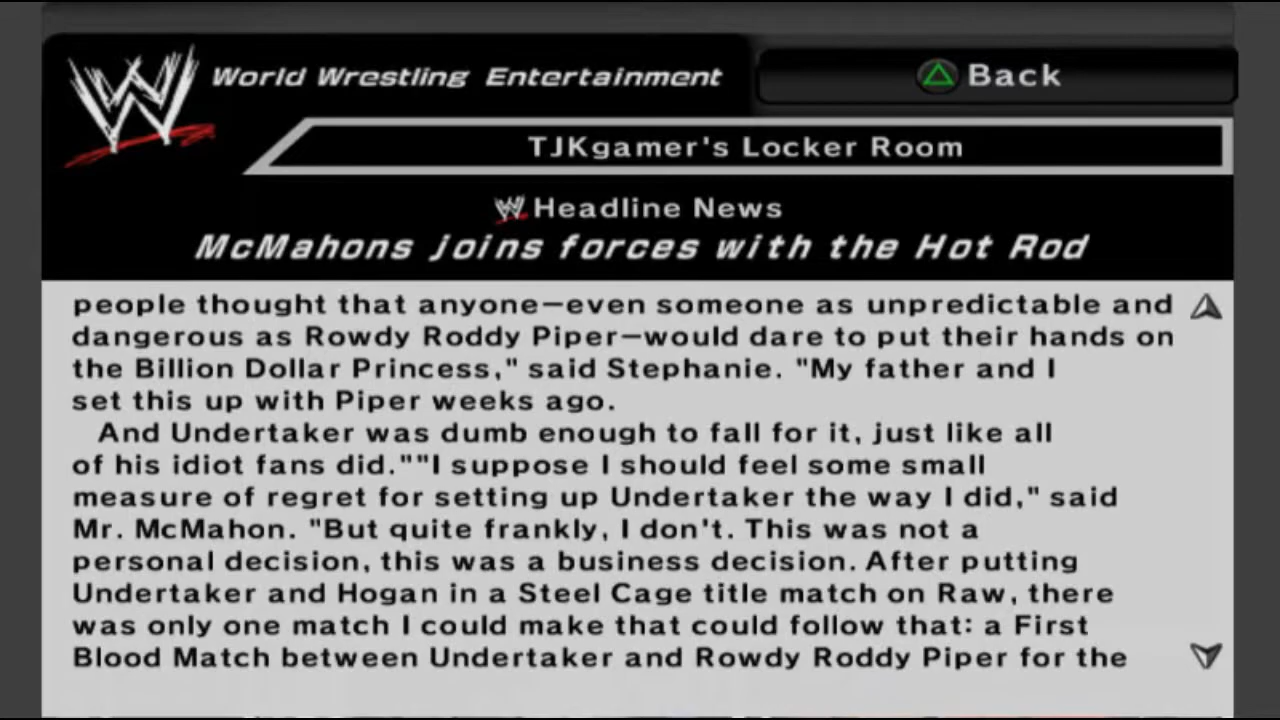 World Wrestling Entertainment
Back
TJKgamer's Locker Room
Headline News
McMahons joins forces with the Hot Rod
people thought that anyone—even someone as unpredictable and
dangerous as Rowdy Roddy Piper—would dare to put their hands on
the Billion Dollar Princess," said Stephanie. "My father and I
set this up with Piper weeks ago.
And Undertaker was dumb enough to fall for it, just like all
of his idiot fans did.""I suppose I should feel some small
measure of regret for setting up Undertaker the way I did," said
Mr. McMahon. "But quite frankly, I don't. This was not a
personal decision, this was a business decision. After putting
Undertaker and Hogan in a Steel Cage title match on Raw, there
was only one match I could make that could follow that: a First
Blood Match between Undertaker and Rowdy Roddy Piper for the